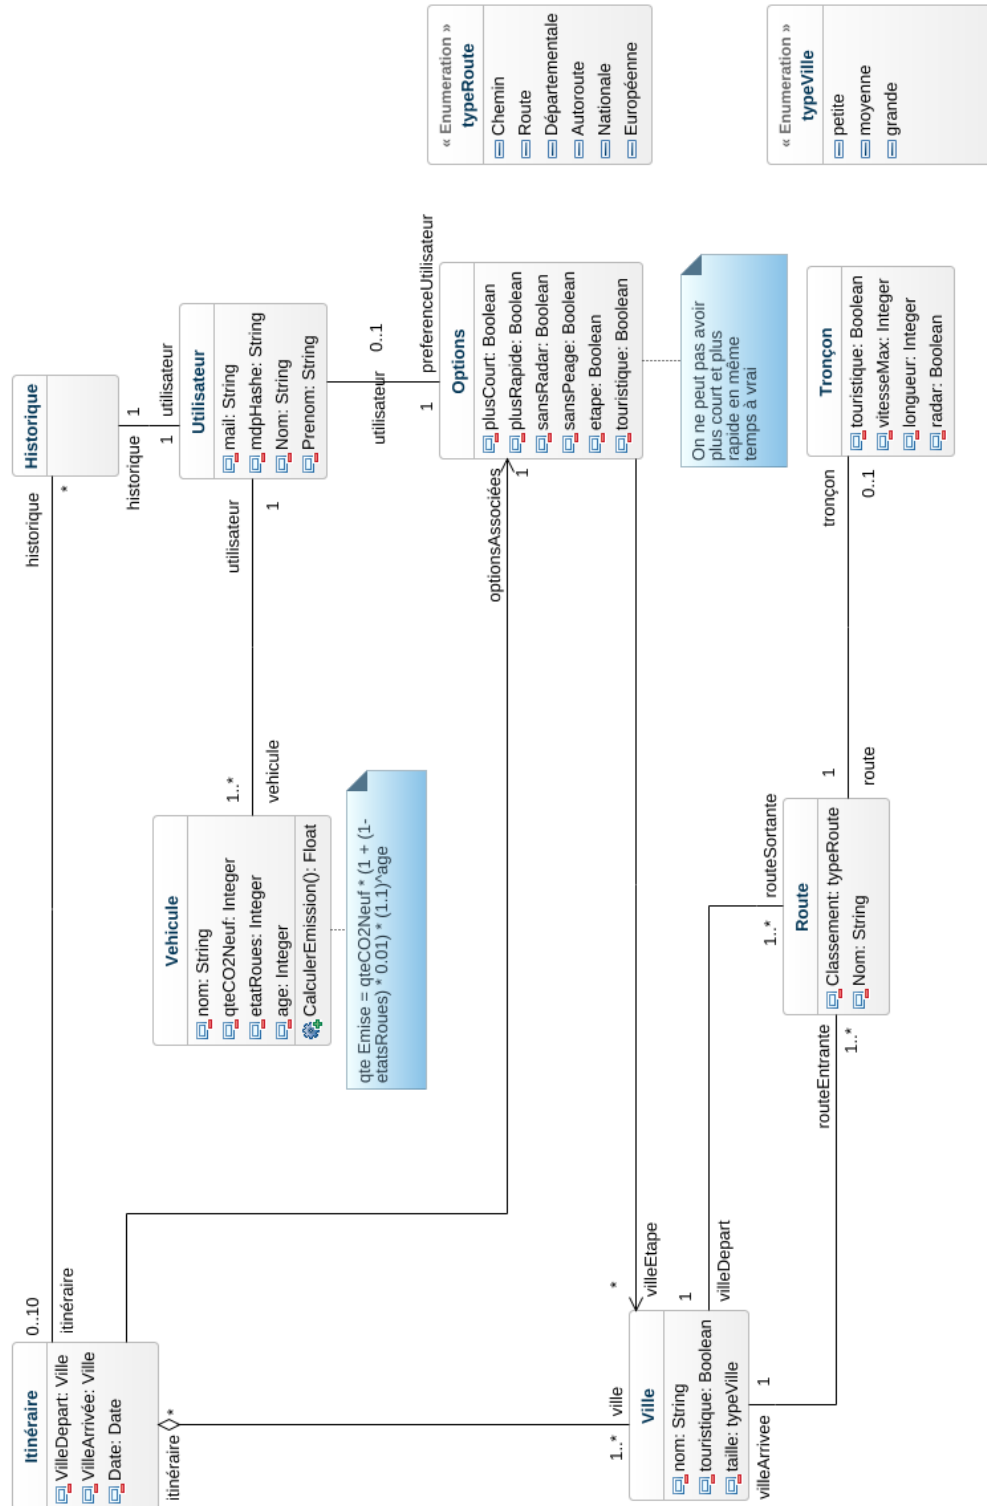 Itinéraire
VilleDepart: Ville
VilleArrivée: Ville
Date: Date
0..10
itinéraire
historique
*
Historique
historique
1
1
utilisateur
Utilisateur
mail: String
mdpHashe: String
Nom: String
Prenom: String
utilisateur
1
1..*
vehicule
Vehicule
nom: String
qteCO2Neuf: Integer
etatRoues: Integer
age: Integer
CalculerEmission(): Float
qte Emise = qteCO2Neuf * (1 + (1-
etatsRoues) * 0.01) * (1.1)^age
utilisateur
0..1
1
preferenceUtilisateur
Options
plusCourt: Boolean
plusRapide: Boolean
sansRadar: Boolean
sansPeage: Boolean
etape: Boolean
touristique: Boolean
optionsAssociées
1
On ne peut pas avoir
plus court et plus
rapide en même
temps à vrai
« Enumeration »
typeRoute
Chemin
Route
Départementale
Autoroute
Nationale
Européenne
« Enumeration »
typeVille
petite
moyenne
grande
itinéraire
*
1..*
ville
*
villeEtape
Ville
nom: String
touristique: Boolean
taille: typeVille
1
villeDepart
villeArrivee
1
1..*
routeSortante
routeEntrante
1..*
Route
Classement: typeRoute
Nom: String
1
route
tronçon
0..1
Tronçon
touristique: Boolean
vitesseMax: Integer
longueur: Integer
radar: Boolean